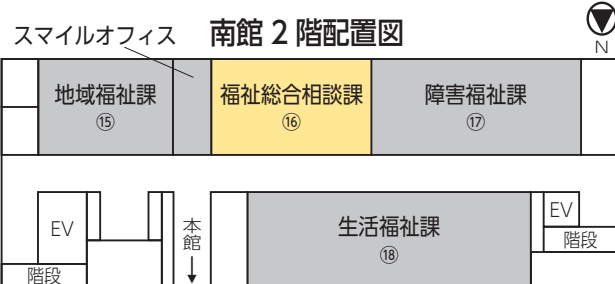 スマイルオフィス
南館2階配置図
N
地域福祉課
⑮
福祉総合相談課
⑯
障害福祉課
⑰
EV
階段
本館
↓
生活福祉課
⑱
EV
階段